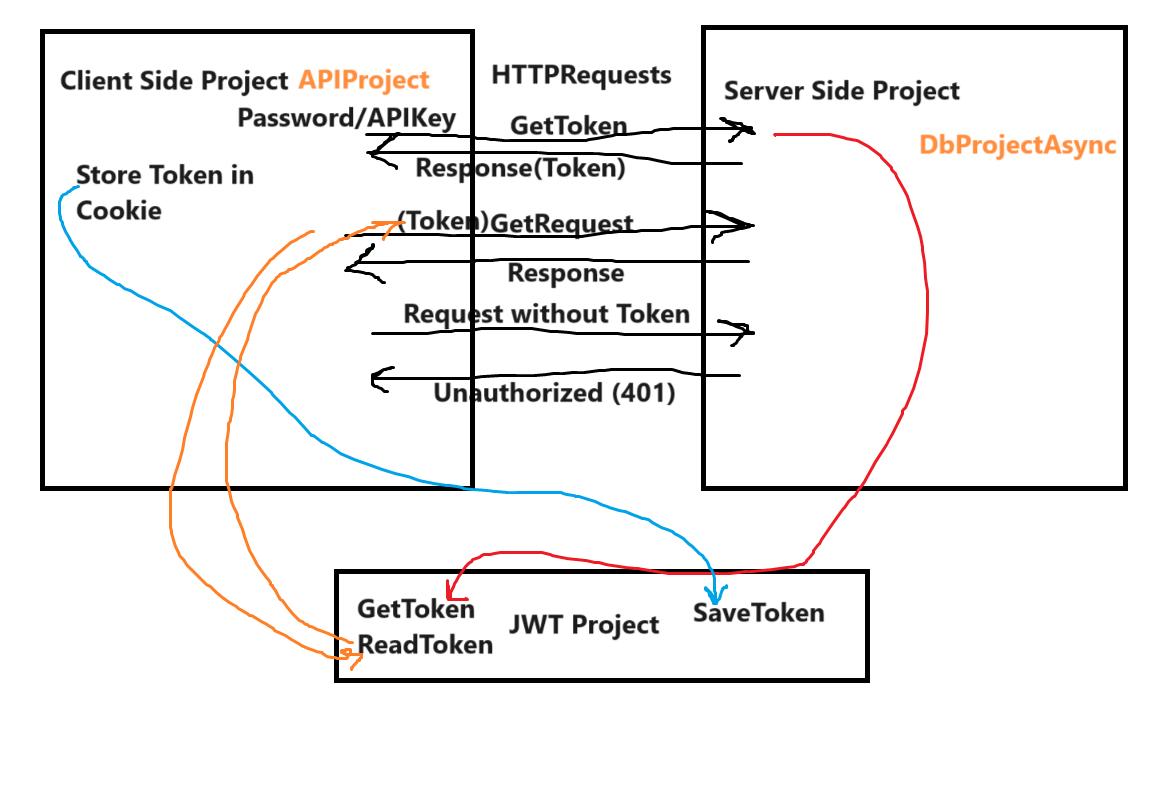 Client Side Project APIProject
Password/APIKey
Store Token in
Cookie
HTTPRequests
GetToken
Response(Token)
(Token)GetRequest
Response
Request without Token
Unauthorized (401)
Server Side Project
DbProjectAsync
GetToken
ReadToken
JWT Project
SaveToken